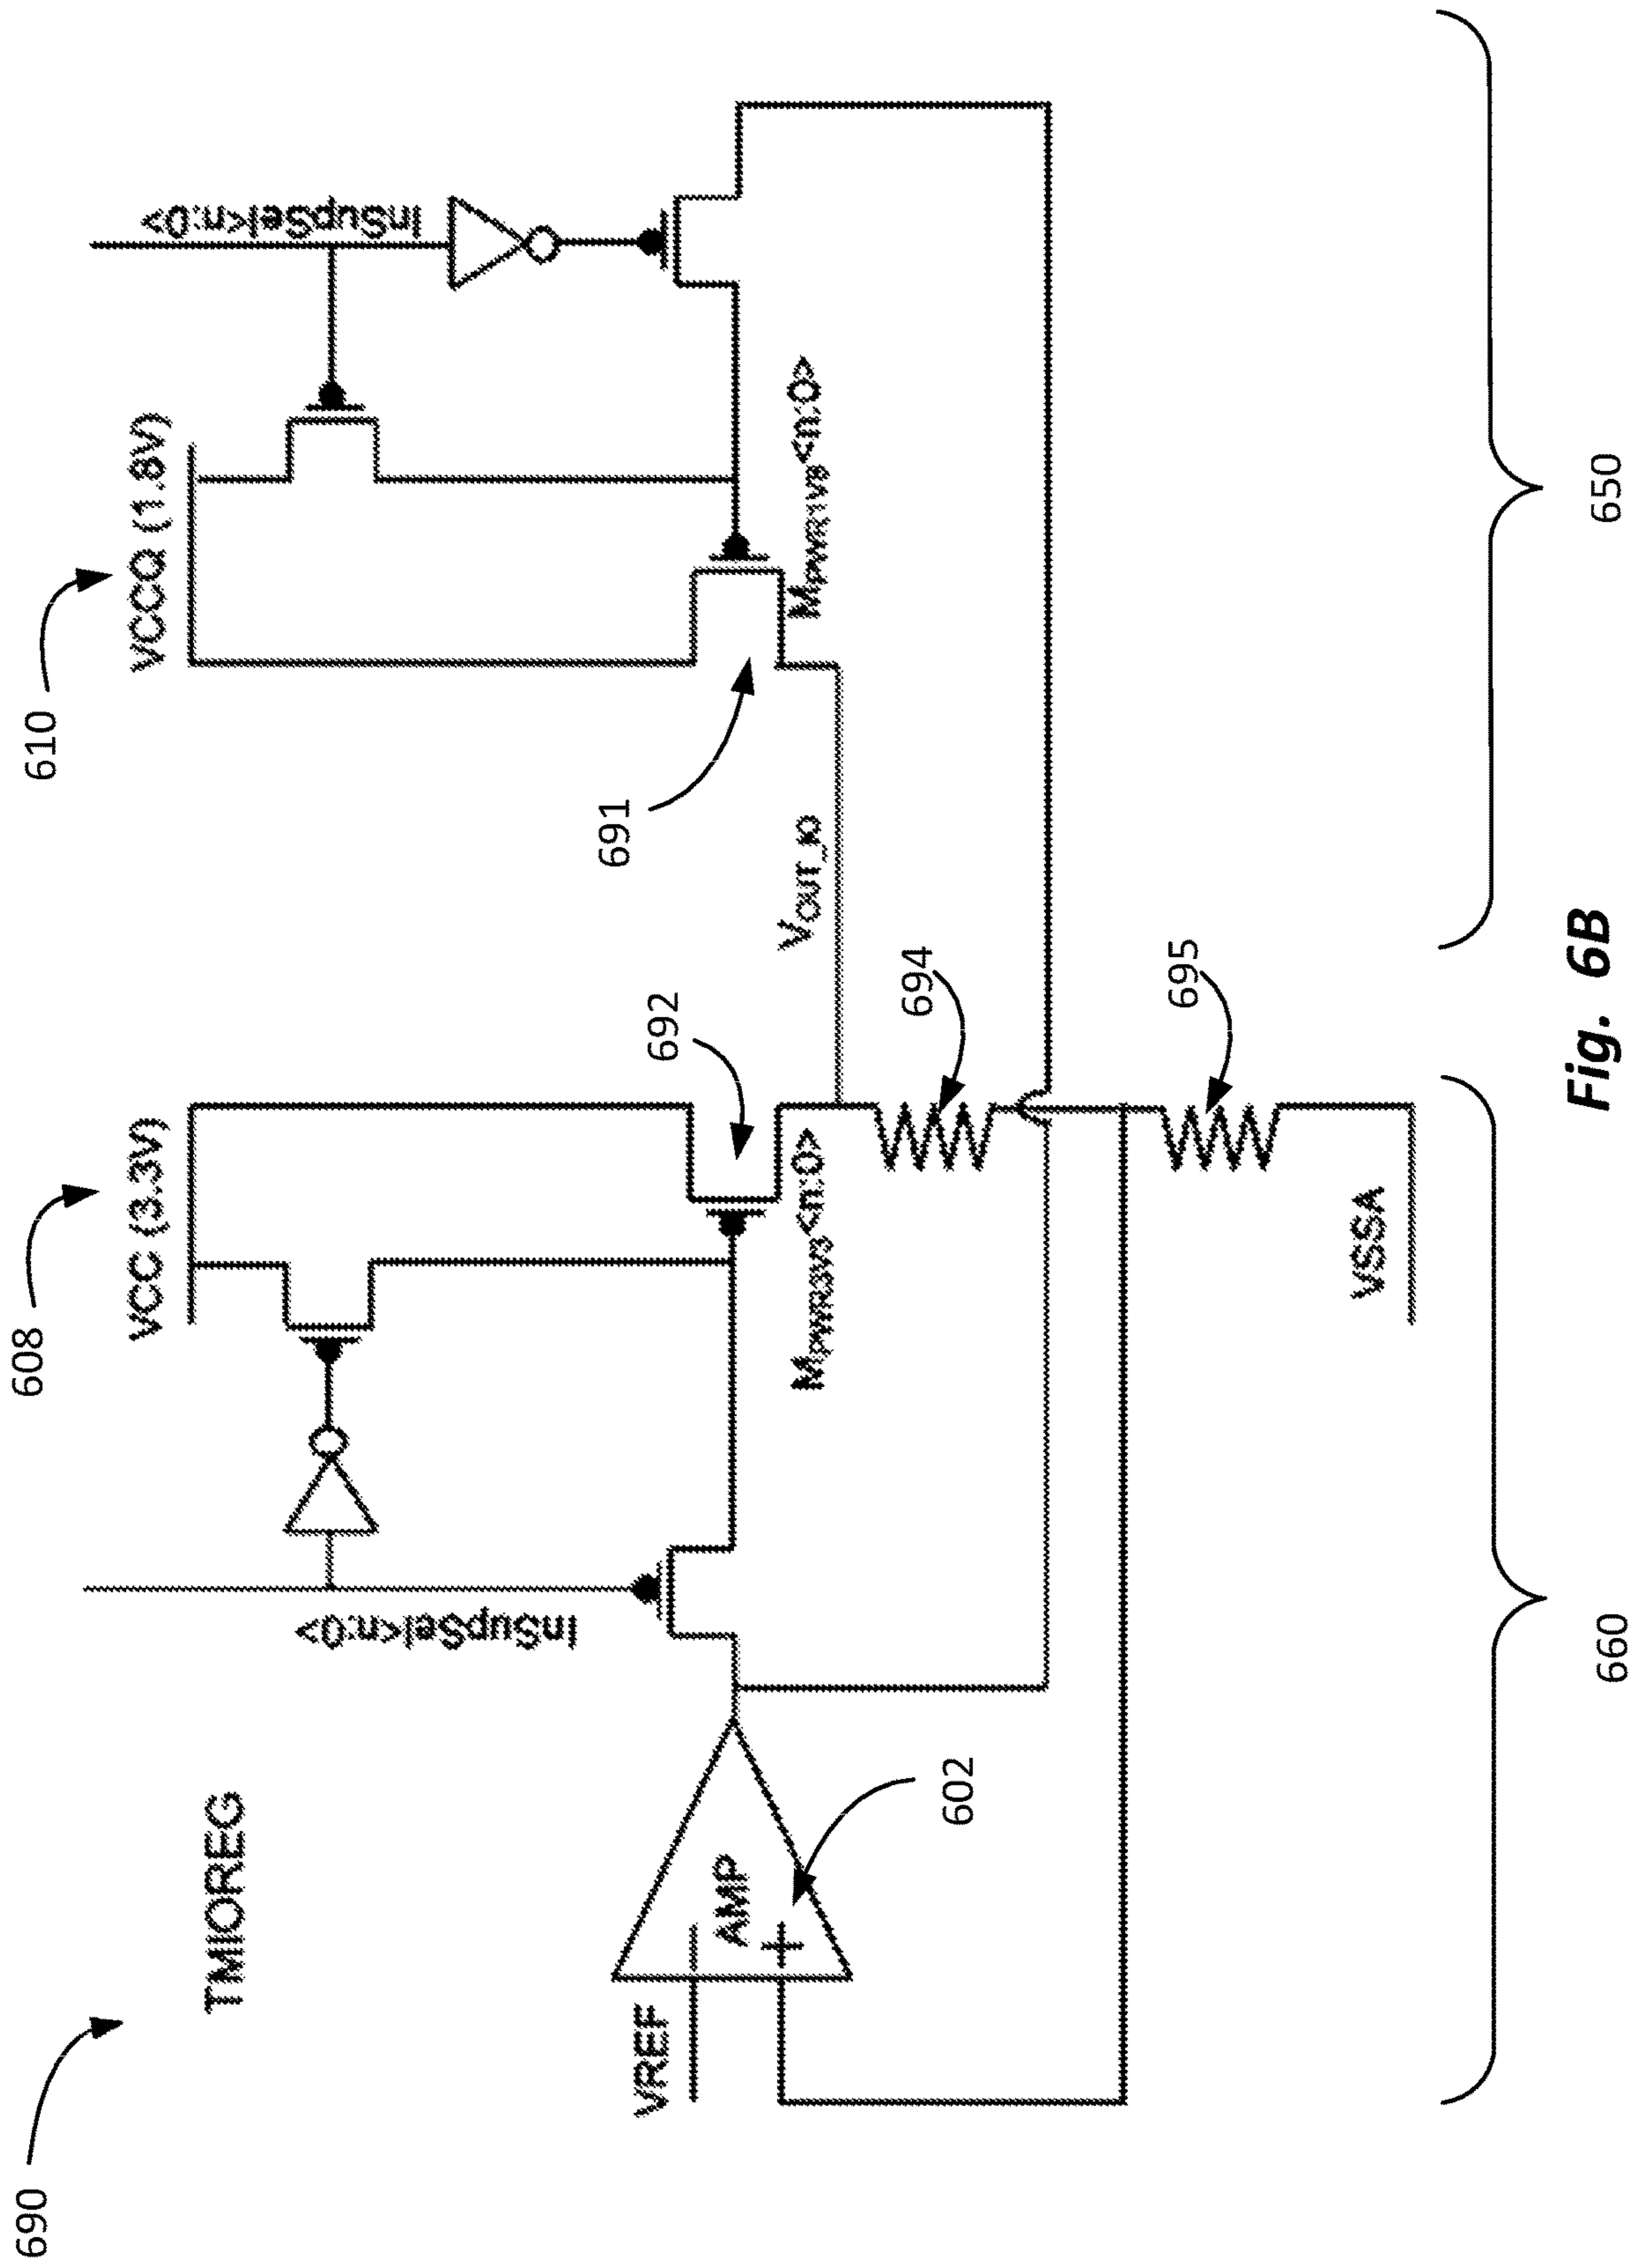 690
TMIOREG
608
VCC (3.3V)
610
VCCQ (1.8V)
InSupSel<n:0>
InSupSel<n:0>
692
691
VREF
AMP
−
+
602
MPWR3V3<n:0>
VOUT_IO
MPWR1V8<n:0>
694
695
VSSA
660
650
Fig. 6B